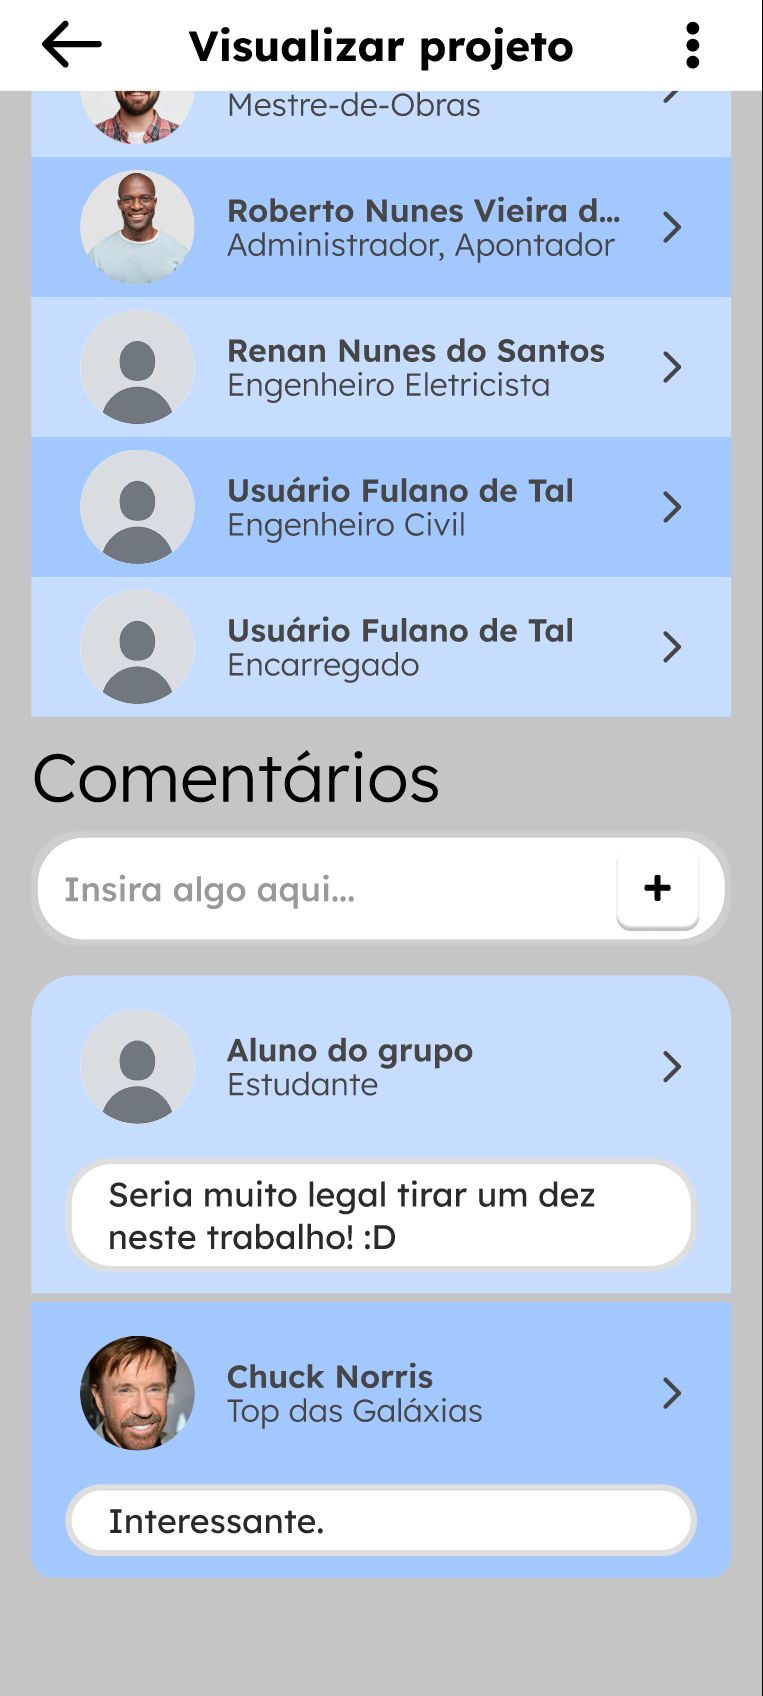 Visualizar projeto
Mestre-de-Obras
Roberto Nunes Vieira d...
Administrador, Apontador
Renan Nunes do Santos
Engenheiro Eletricista
Usuário Fulano de Tal
Engenheiro Civil
Usuário Fulano de Tal
Encarregado
Comentários
Insira algo aqui...
+
Aluno do grupo
Estudante
Seria muito legal tirar um dez
neste trabalho! :D
Chuck Norris
Top das Galáxias
Interessante.